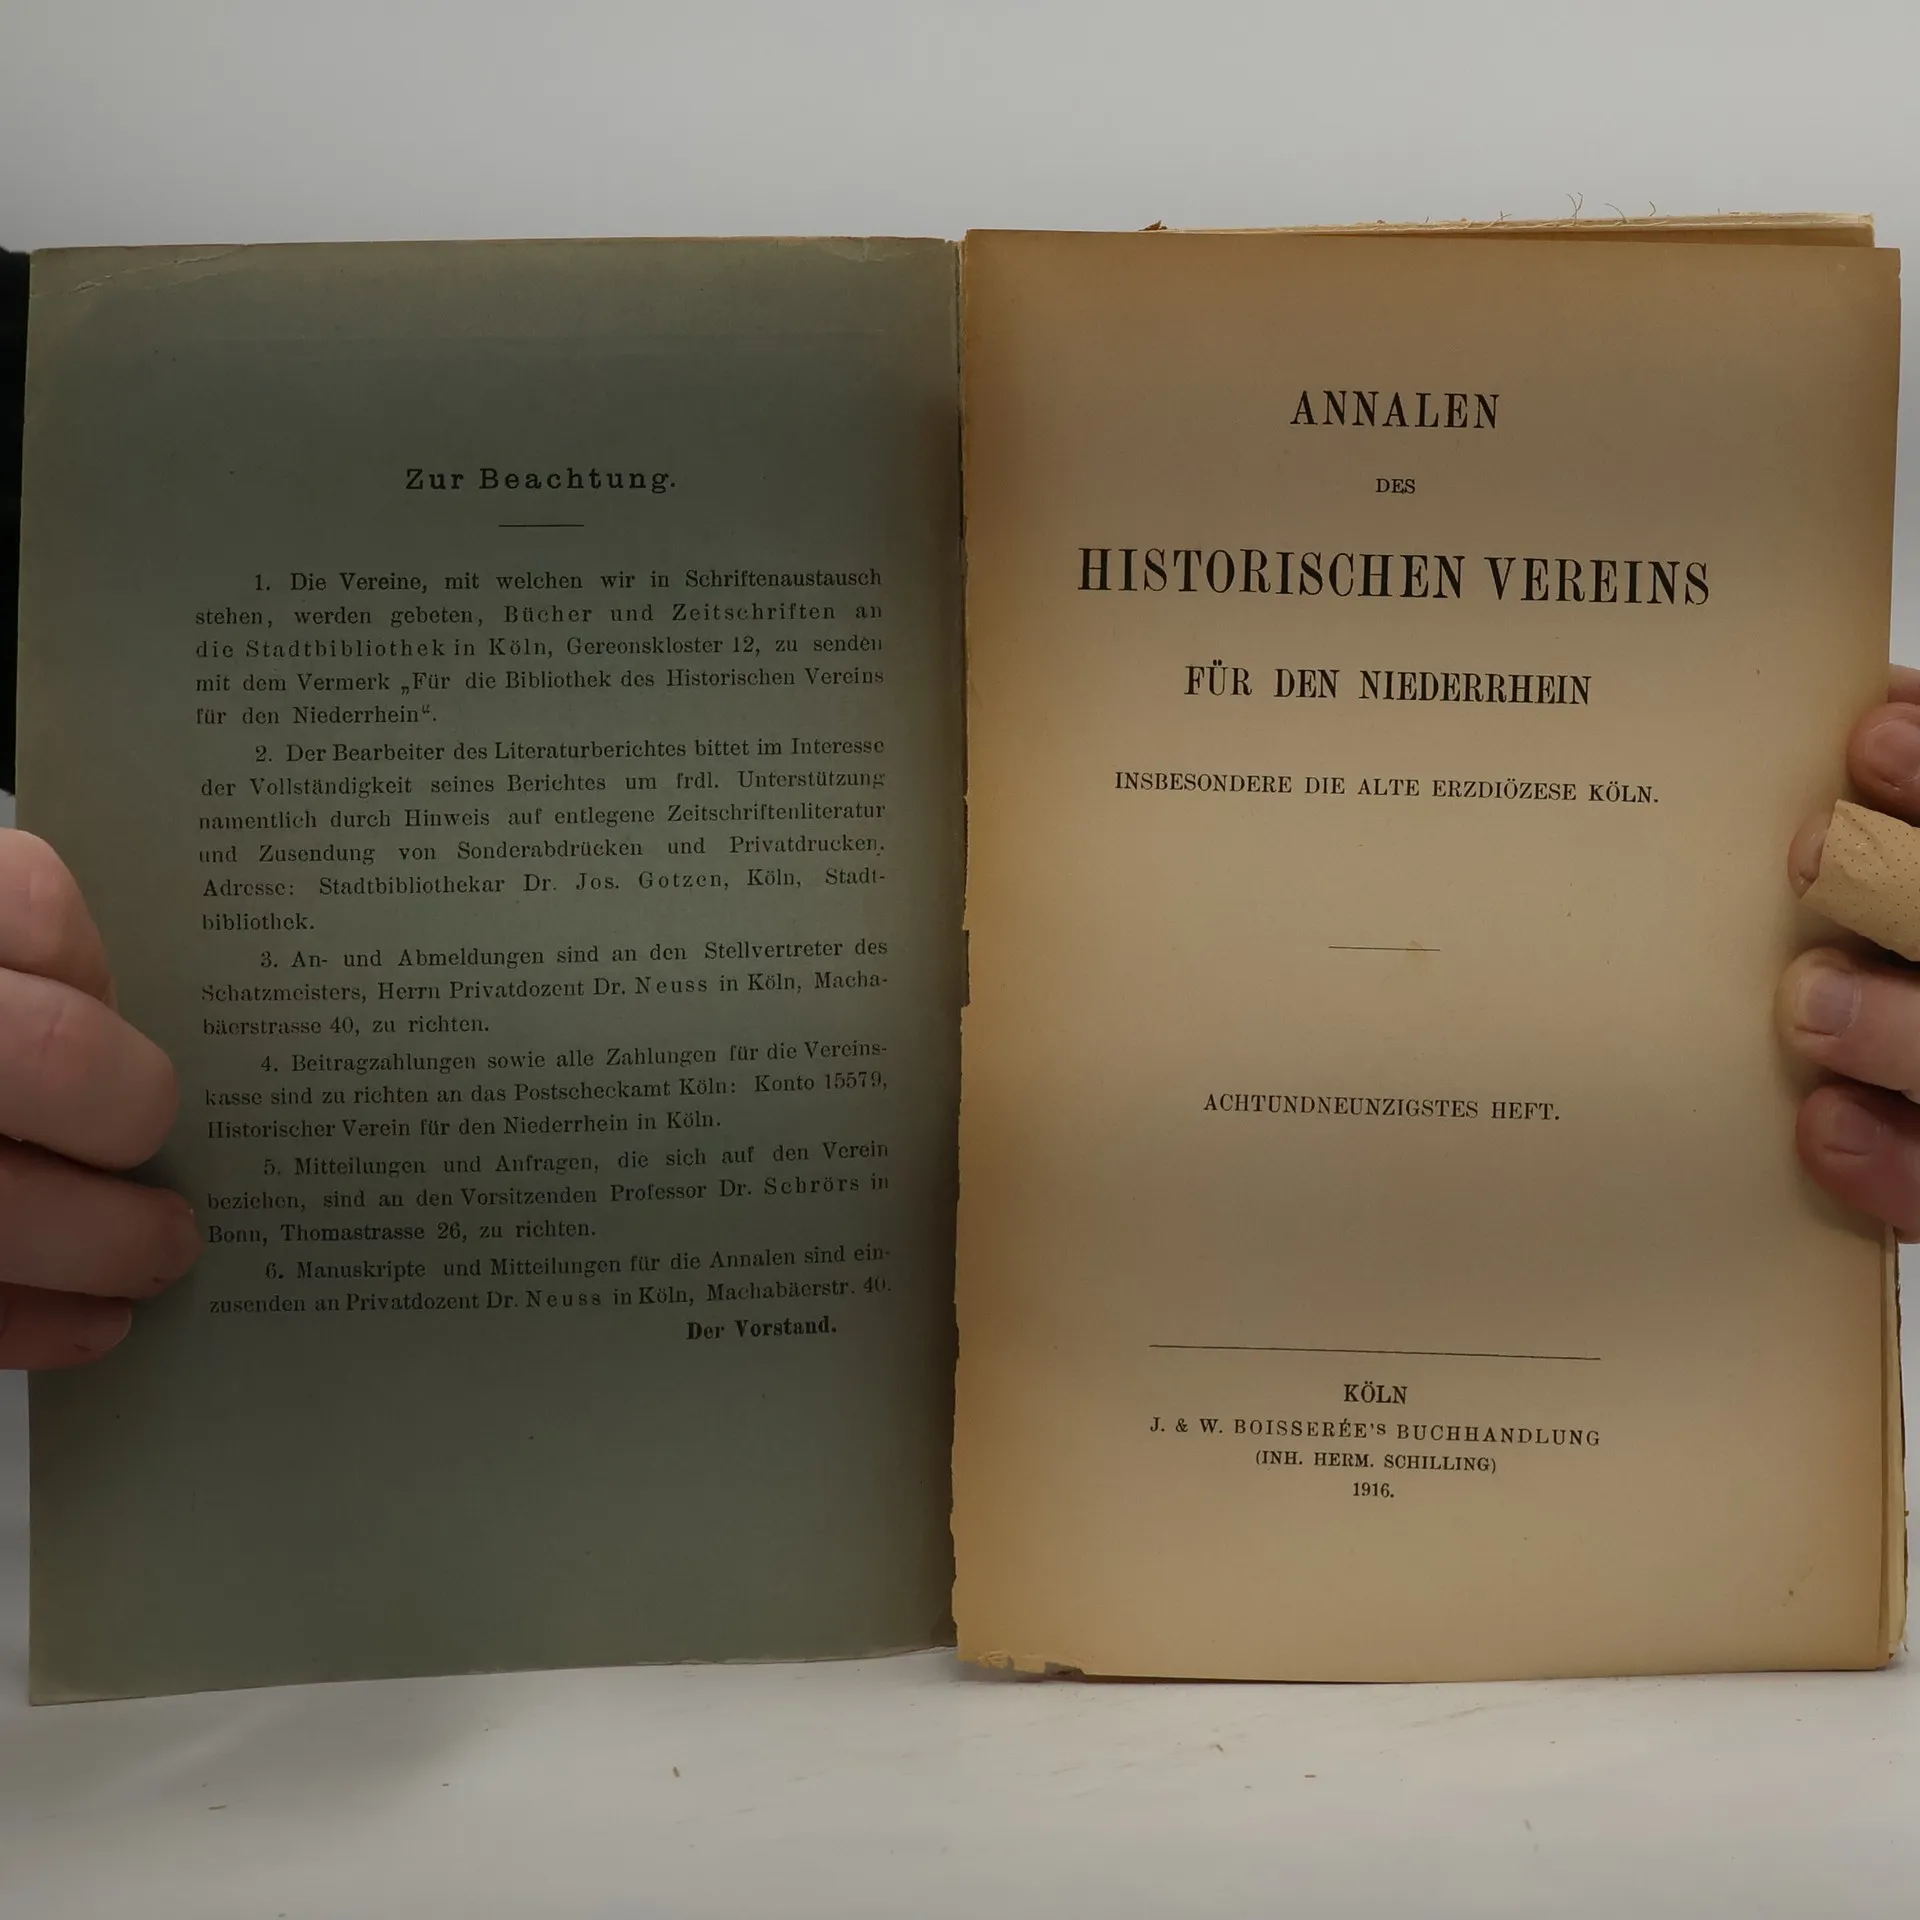 Zur Beachtung.
1. Die Vereine, mit welchen wir in Schriftenaustausch
stehen, werden gebeten, Bücher und Zeitschriften an
die Stadtbibliothek in Köln, Gereonskloster 12, zu senden
mit dem Vermerk „Für die Bibliothek des Historischen Vereins
für den Niederrhein“.
2. Der Bearbeiter des Literaturberichtes bittet im Interesse
der Vollständigkeit seines Berichtes um frdl. Unterstützung
namentlich durch Hinweis auf entlegene Zeitschriftenliteratur
und Zusendung von Sonderabdrücken und Privatdrucken.
Adresse: Stadtbibliothekar Dr. Jos. Gotzen, Köln, Stadt-
bibliothek.
3. An- und Abmeldungen sind an den Stellvertreter des
Schatzmeisters, Herrn Privatdozent Dr. Neuss in Köln, Macha-
bäerstrasse 40, zu richten.
4. Beitragzahlungen sowie alle Zahlungen für die Vereins-
kasse sind zu richten an das Postscheckamt Köln: Konto 15579,
Historischer Verein für den Niederrhein in Köln.
5. Mitteilungen und Anfragen, die sich auf den Verein
beziehen, sind an den Vorsitzenden Professor Dr. Schrörs in
Bonn, Thomastrasse 26, zu richten.
6. Manuskripte und Mitteilungen für die Annalen sind ein-
zusenden an Privatdozent Dr. Neuss in Köln, Machabäerstr. 40.
Der Vorstand.
ANNALEN
DES
HISTORISCHEN VEREINS
FÜR DEN NIEDERRHEIN
INSBESONDERE DIE ALTE ERZDIÖZESE KÖLN.
ACHTUNDNEUNZIGSTES HEFT.
KÖLN
J. & W. BOISSERÉE'S BUCHHANDLUNG
(INH. HERM. SCHILLING)
1916.